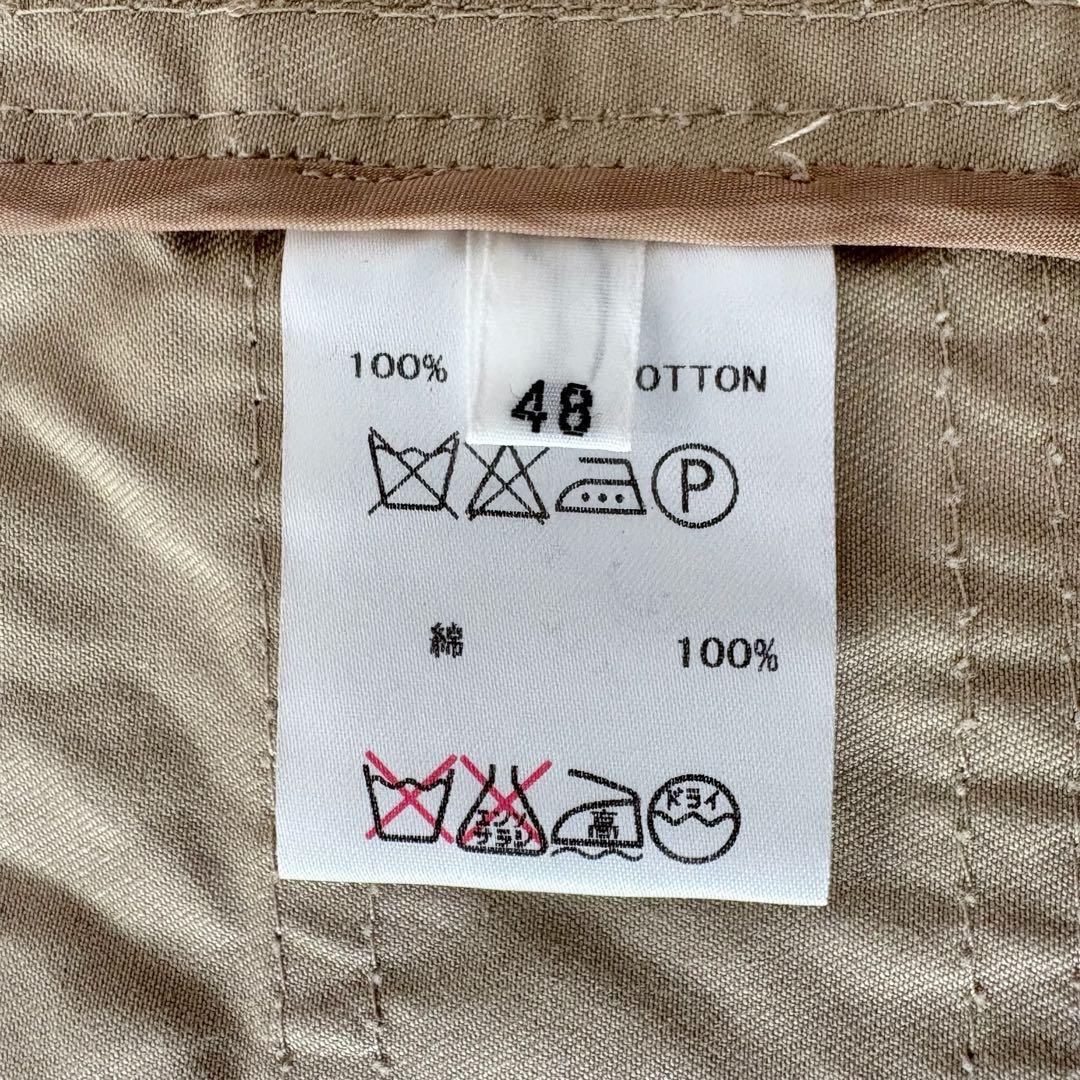 100% OTTON
48
P
綿 100%
エンソ
サラシ 高 ドライ